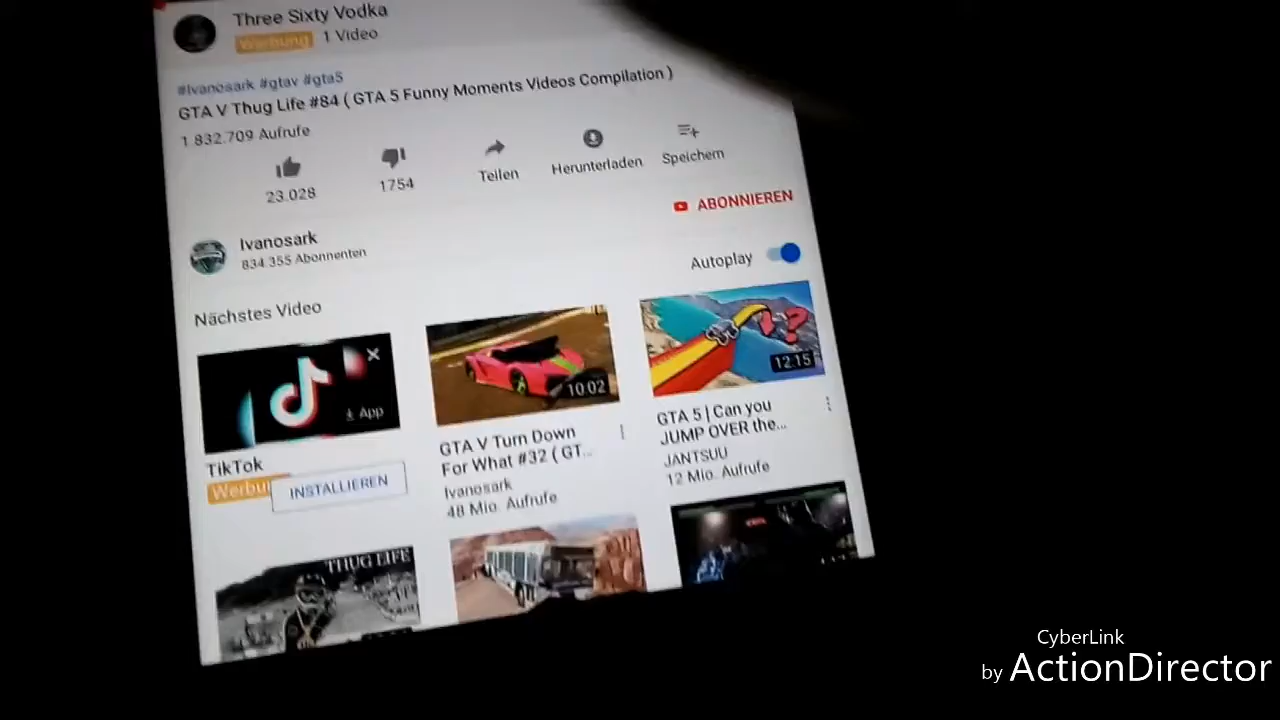 Three Sixty Vodka
Werbung 1 Video
#Ivanosark #gtav #gta5
GTA V Thug Life #84 ( GTA 5 Funny Moments Videos Compilation )
1.832.709 Aufrufe
23.028
1754
Teilen
Herunterladen
Speichern
ABONNIEREN
Ivanosark
834.355 Abonnenten
Autoplay
Nächstes Video
App
TikTok
Werbu
INSTALLIEREN
10:02
GTA V Turn Down
For What #32 ( GT...
Ivanosark
48 Mio. Aufrufe
?
12:15
GTA 5 | Can you
JUMP OVER the...
JANTSUU
12 Mio. Aufrufe
THUG LIFE
CyberLink
by ActionDirector